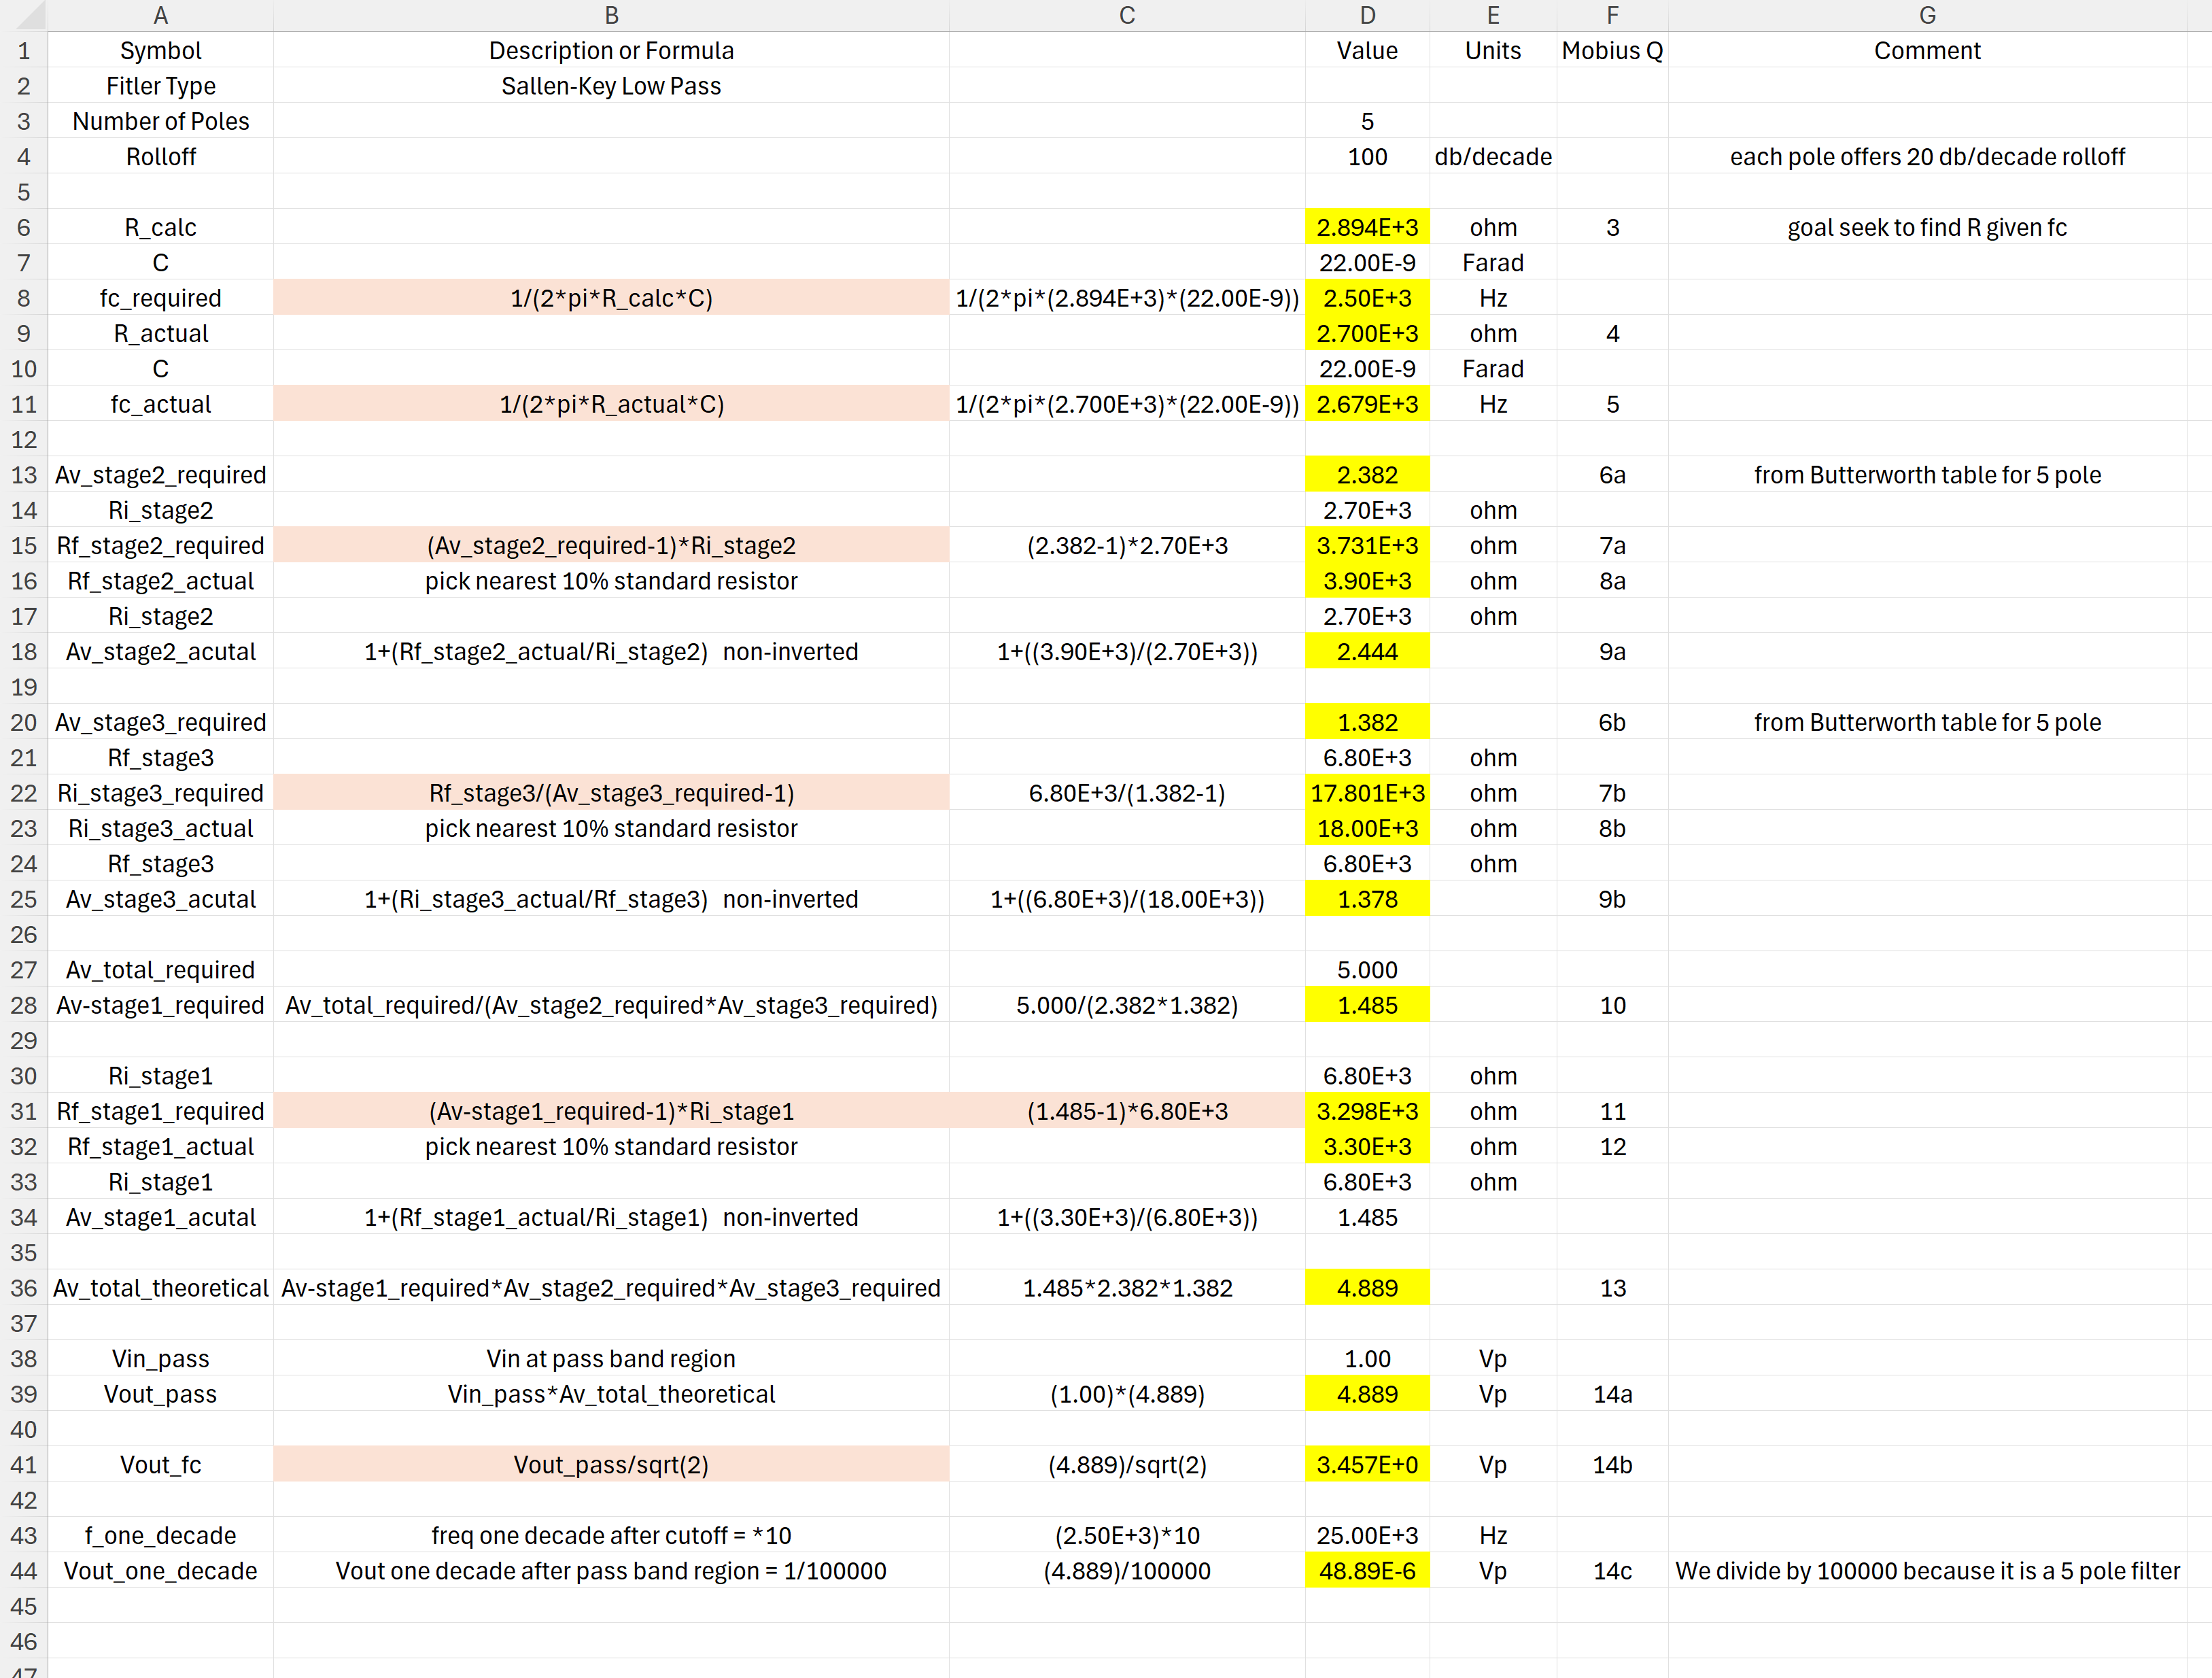 A B C D E F G
1 Symbol Description or Formula Value Units Mobius Q Comment
2 Fitler Type Sallen-Key Low Pass
3 Number of Poles 5
4 Rolloff 100 db/decade each pole offers 20 db/decade rolloff
5
6 R_calc 2.894E+3 ohm 3 goal seek to find R given fc
7 C 22.00E-9 Farad
8 fc_required 1/(2*pi*R_calc*C) 1/(2*pi*(2.894E+3)*(22.00E-9)) 2.50E+3 Hz
9 R_actual 2.700E+3 ohm 4
10 C 22.00E-9 Farad
11 fc_actual 1/(2*pi*R_actual*C) 1/(2*pi*(2.700E+3)*(22.00E-9)) 2.679E+3 Hz 5
12
13 Av_stage2_required 2.382 6a from Butterworth table for 5 pole
14 Ri_stage2 2.70E+3 ohm
15 Rf_stage2_required (Av_stage2_required-1)*Ri_stage2 (2.382-1)*2.70E+3 3.731E+3 ohm 7a
16 Rf_stage2_actual pick nearest 10% standard resistor 3.90E+3 ohm 8a
17 Ri_stage2 2.70E+3 ohm
18 Av_stage2_acutal 1+(Rf_stage2_actual/Ri_stage2) non-inverted 1+((3.90E+3)/(2.70E+3)) 2.444 9a
19
20 Av_stage3_required 1.382 6b from Butterworth table for 5 pole
21 Rf_stage3 6.80E+3 ohm
22 Ri_stage3_required Rf_stage3/(Av_stage3_required-1) 6.80E+3/(1.382-1) 17.801E+3 ohm 7b
23 Ri_stage3_actual pick nearest 10% standard resistor 18.00E+3 ohm 8b
24 Rf_stage3 6.80E+3 ohm
25 Av_stage3_acutal 1+(Ri_stage3_actual/Rf_stage3) non-inverted 1+((6.80E+3)/(18.00E+3)) 1.378 9b
26
27 Av_total_required 5.000
28 Av-stage1_required Av_total_required/(Av_stage2_required*Av_stage3_required) 5.000/(2.382*1.382) 1.485 10
29
30 Ri_stage1 6.80E+3 ohm
31 Rf_stage1_required (Av-stage1_required-1)*Ri_stage1 (1.485-1)*6.80E+3 3.298E+3 ohm 11
32 Rf_stage1_actual pick nearest 10% standard resistor 3.30E+3 ohm 12
33 Ri_stage1 6.80E+3 ohm
34 Av_stage1_acutal 1+(Rf_stage1_actual/Ri_stage1) non-inverted 1+((3.30E+3)/(6.80E+3)) 1.485
35
36 Av_total_theoretical Av-stage1_required*Av_stage2_required*Av_stage3_required 1.485*2.382*1.382 4.889 13
37
38 Vin_pass Vin at pass band region 1.00 Vp
39 Vout_pass Vin_pass*Av_total_theoretical (1.00)*(4.889) 4.889 Vp 14a
40
41 Vout_fc Vout_pass/sqrt(2) (4.889)/sqrt(2) 3.457E+0 Vp 14b
42
43 f_one_decade freq one decade after cutoff = *10 (2.50E+3)*10 25.00E+3 Hz
44 Vout_one_decade Vout one decade after pass band region = 1/100000 (4.889)/100000 48.89E-6 Vp 14c We divide by 100000 because it is a 5 pole filter
45
46
47